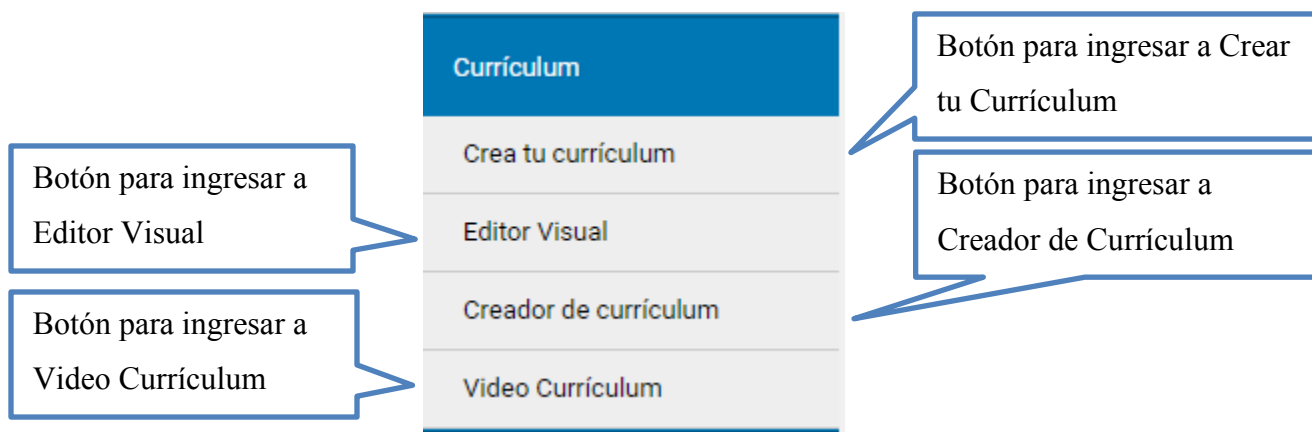 Currículum
Crea tu currículum
Editor Visual
Creador de currículum
Video Currículum
Botón para ingresar a
Editor Visual
Botón para ingresar a
Video Currículum
Botón para ingresar a Crear
tu Currículum
Botón para ingresar a
Creador de Currículum